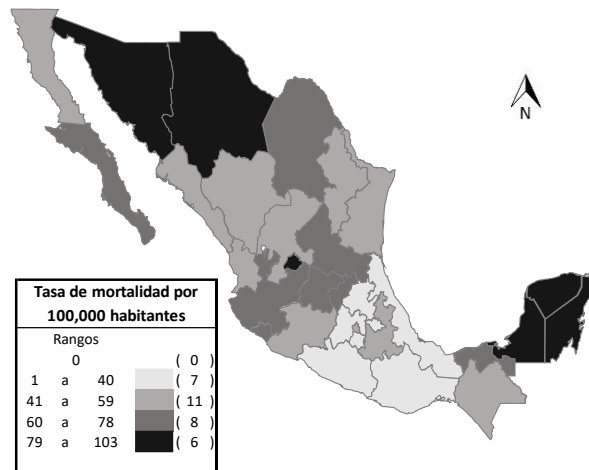 N
Tasa de mortalidad por
100,000 habitantes
Rangos
0 ( 0 )
1 a 40 ( 7 )
41 a 59 ( 11 )
60 a 78 ( 8 )
79 a 103 ( 6 )